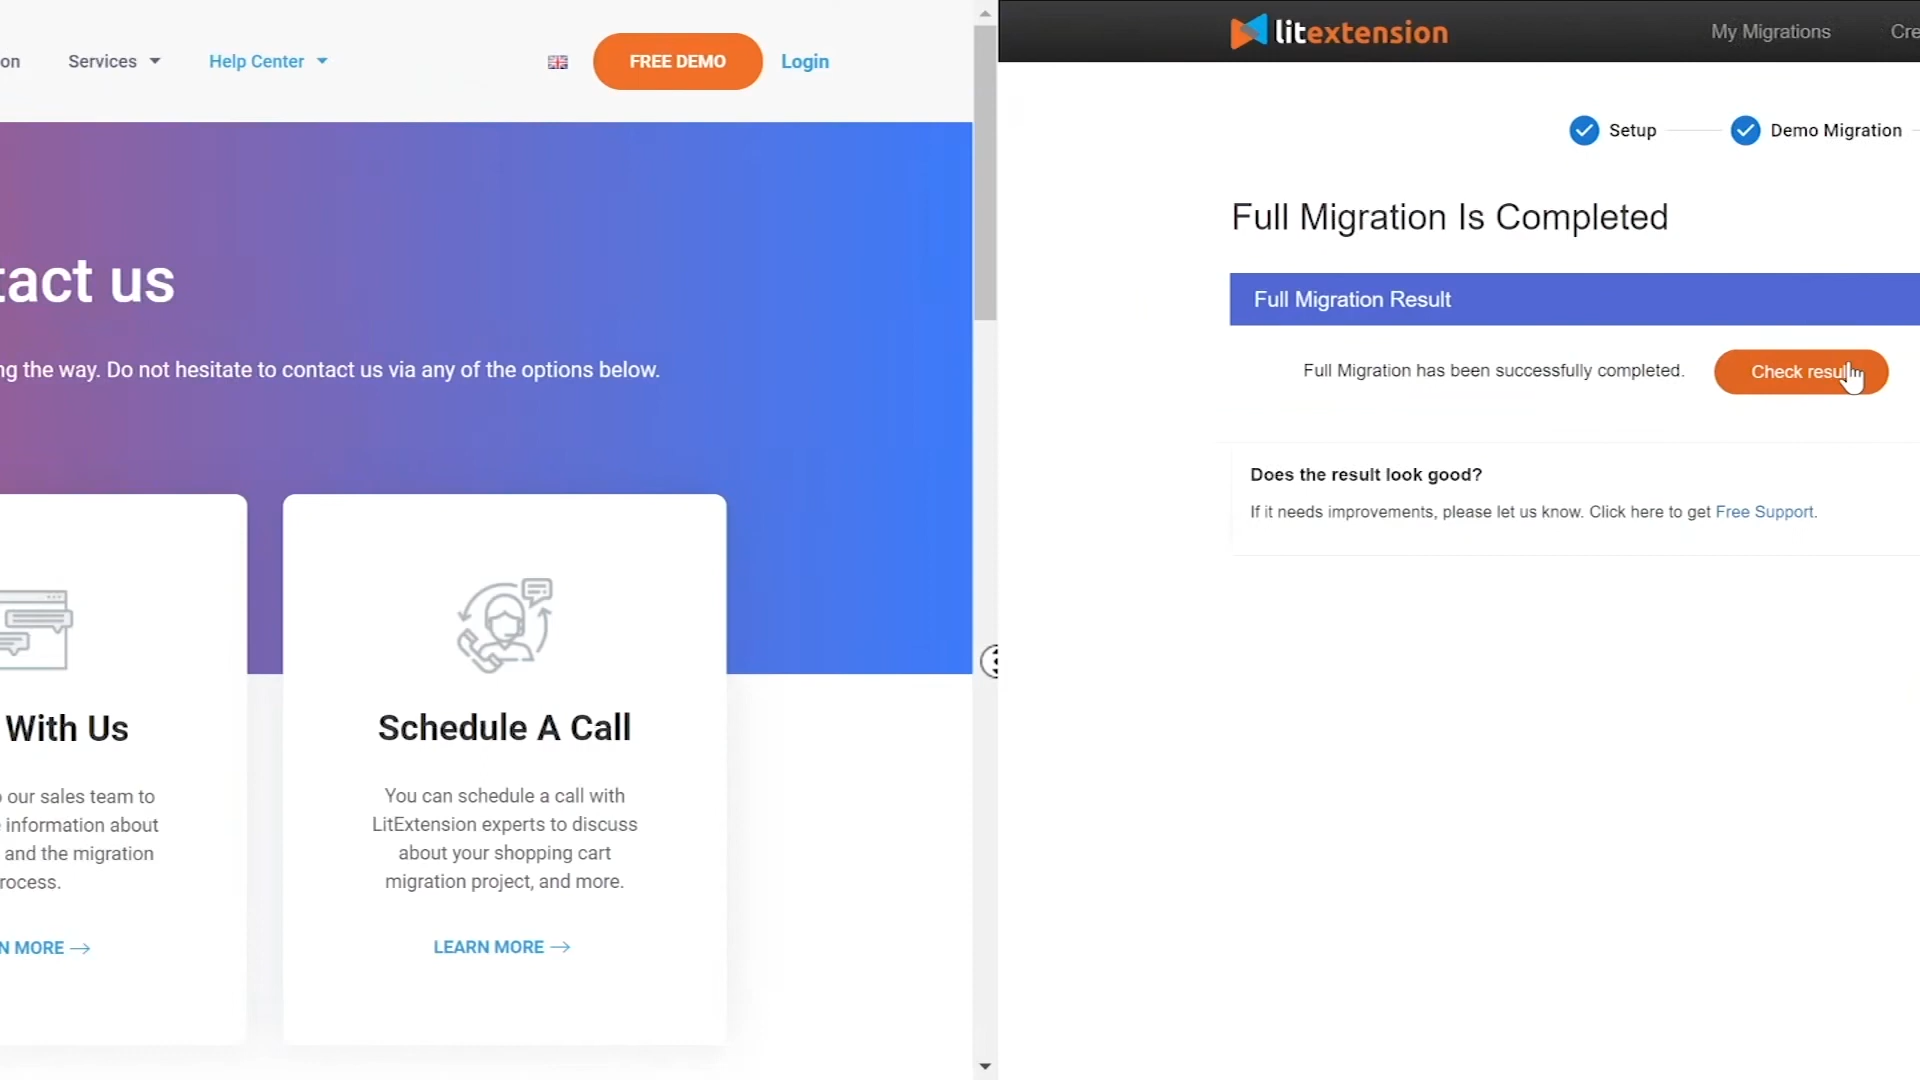 on
Services
Help Center
FREE DEMO
Login
tact us
ng the way. Do not hesitate to contact us via any of the options below.
With Us
our sales team to
information about
and the migration
rocess.
N MORE
Schedule A Call
You can schedule a call with
LitExtension experts to discuss
about your shopping cart
migration project, and more.
LEARN MORE
litextension
My Migrations
Cre
Setup
Demo Migration
Full Migration Is Completed
Full Migration Result
Full Migration has been successfully completed.
Check result
Does the result look good?
If it needs improvements, please let us know. Click here to get Free Support.